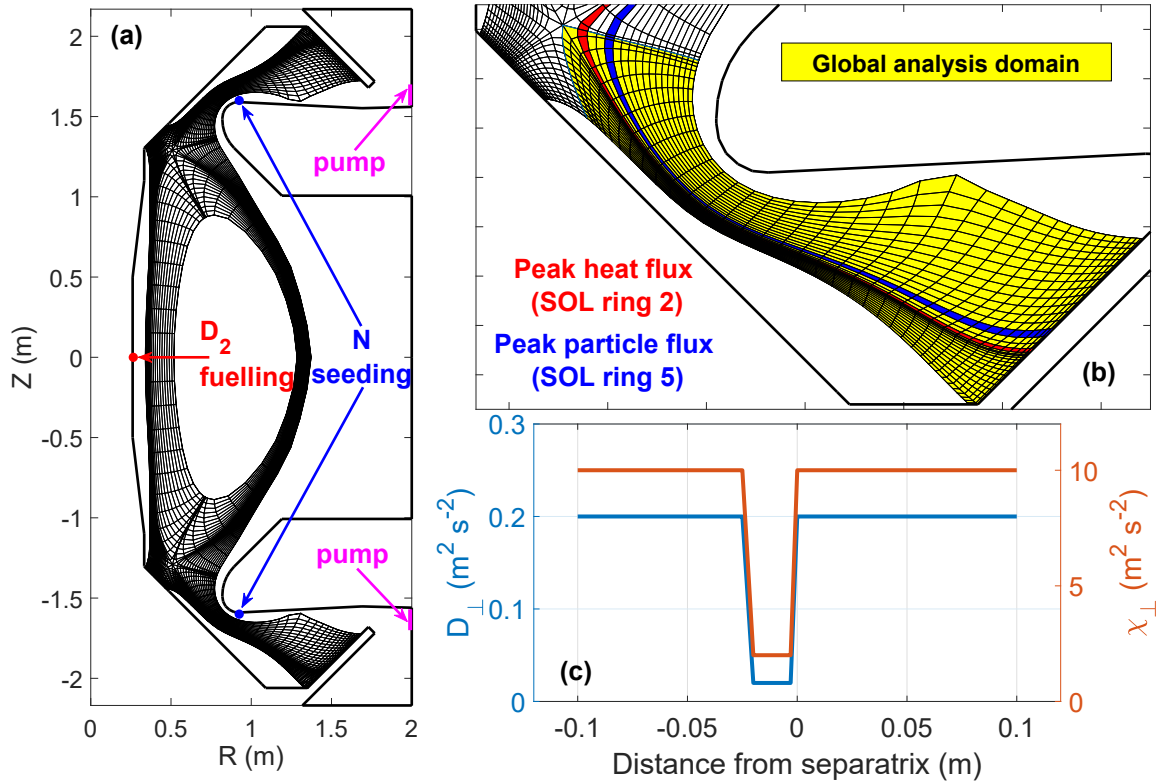 (a)
2
1.5
1
0.5
0
-0.5
-1
-1.5
-2
Z (m)
0
0.5
1
1.5
2
R (m)
pump
D2
fuelling
N
seeding
pump
Global analysis domain
Peak heat flux
(SOL ring 2)
Peak particle flux
(SOL ring 5)
(b)
0.3
0.2
0.1
0
D⊥ (m² s⁻²)
10
5
0
χ⊥ (m² s⁻²)
(c)
-0.1
-0.05
0
0.05
0.1
Distance from separatrix (m)